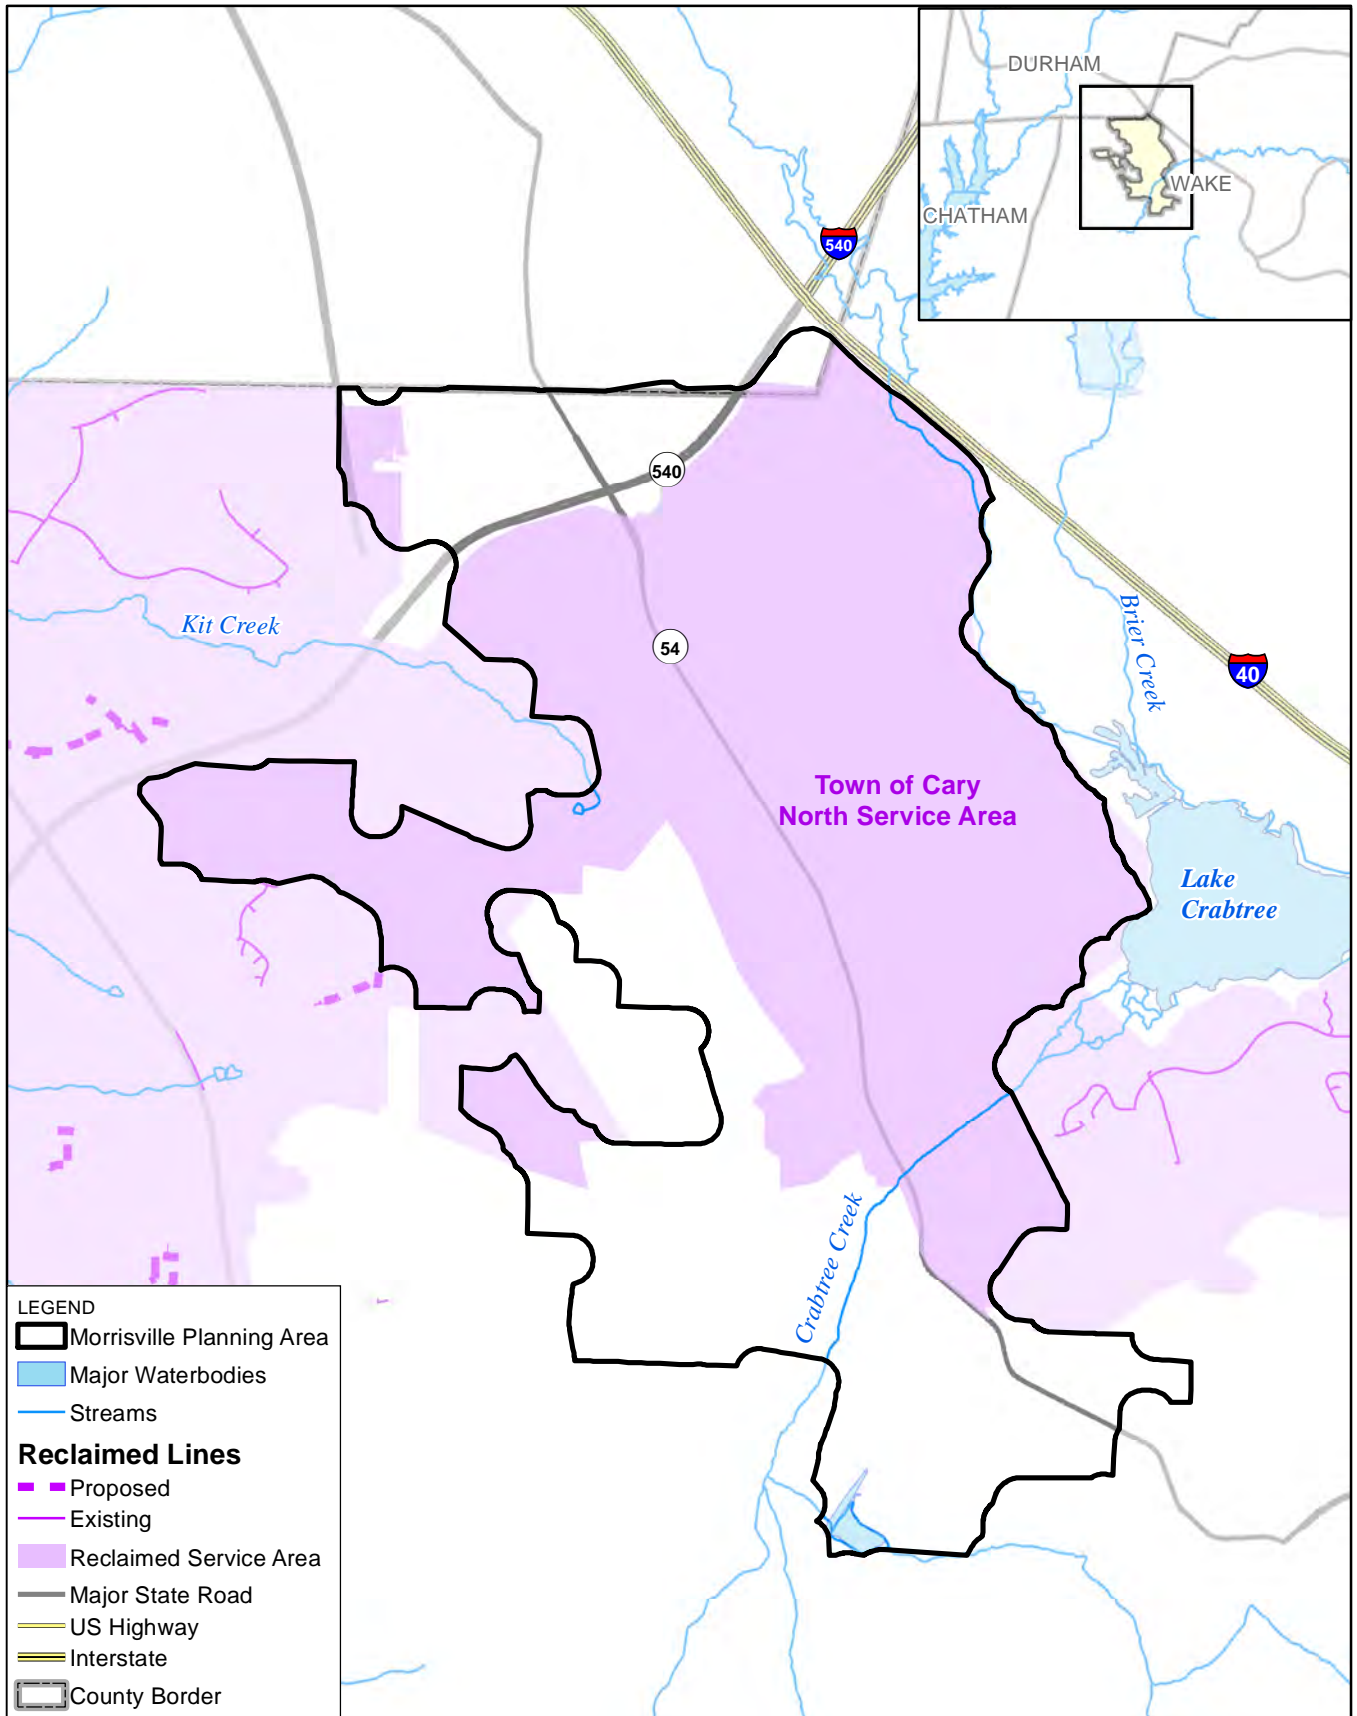 DURHAM
WAKE
CHATHAM
540
540
Kit Creek
54
Brier Creek
40
Town of Cary
North Service Area
Lake
Crabtree
Crabtree Creek
LEGEND
Morrisville Planning Area
Major Waterbodies
Streams
Reclaimed Lines
Proposed
Existing
Reclaimed Service Area
Major State Road
US Highway
Interstate
County Border